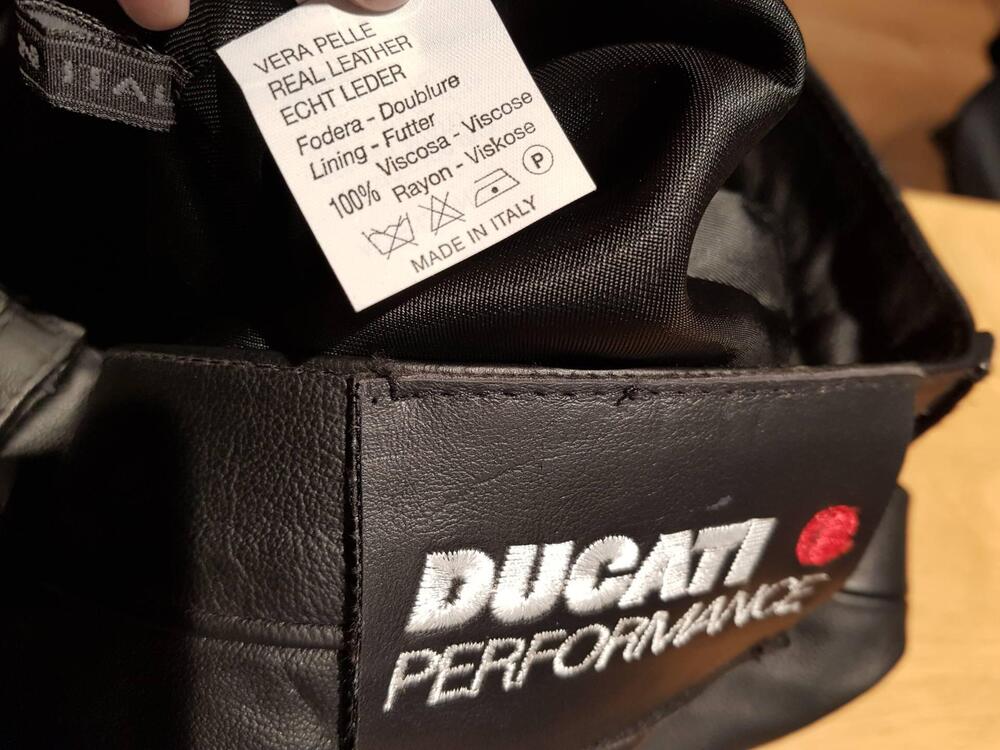 N ITAL
VERA PELLE
REAL LEATHER
ECHT LEDER
Fodera - Doublure
Lining - Futter
100% Viscosa - Viscose
Rayon - Viskose
P
MADE IN ITALY
DUCATI
PERFORMANCE